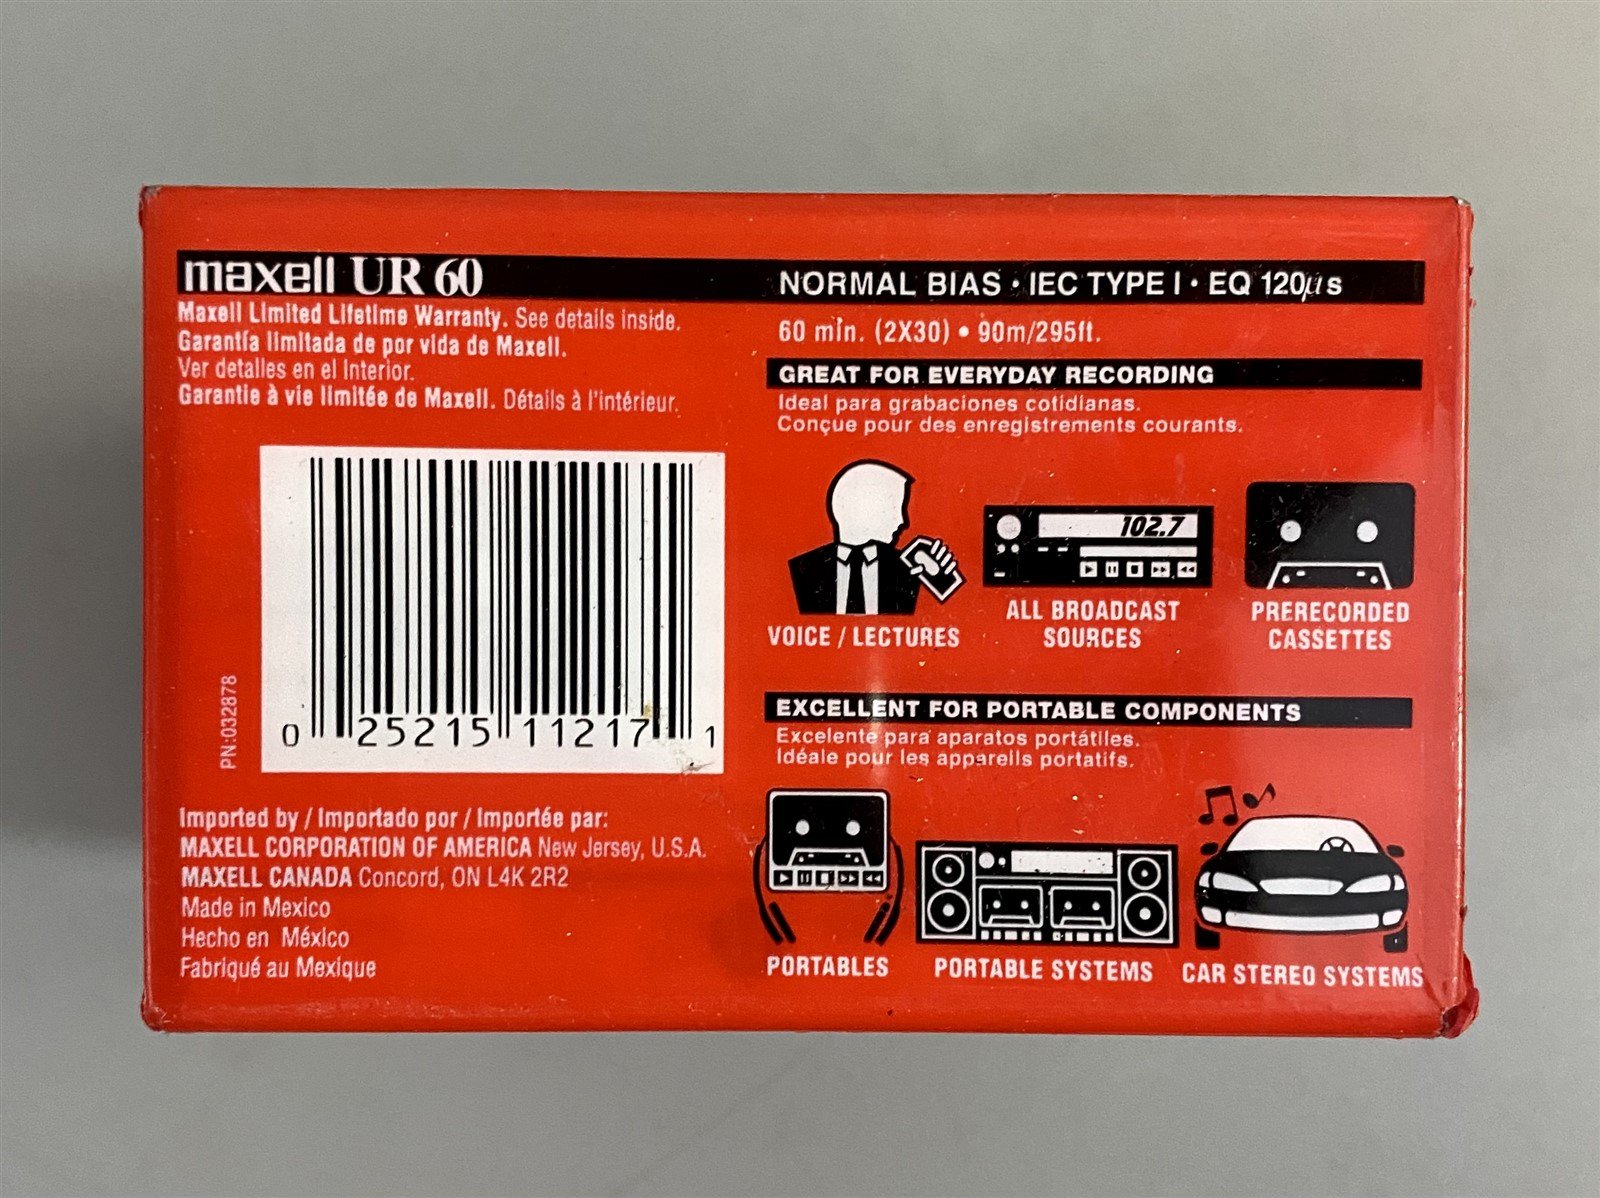 maxell UR 60
Maxell Limited Lifetime Warranty. See details inside.
Garantía limitada de por vida de Maxell.
Ver detalles en el Interior.
Garantie à vie limitée de Maxell. Détails à l'intérieur.
PN:032878
0 25215 11217 1
Imported by / Importado por / Importée par:
MAXELL CORPORATION OF AMERICA New Jersey, U.S.A.
MAXELL CANADA Concord, ON L4K 2R2
Made in Mexico
Hecho en México
Fabriqué au Mexique
NORMAL BIAS • IEC TYPE I • EQ 120µs
60 min. (2X30) • 90m/295ft.
GREAT FOR EVERYDAY RECORDING
Ideal para grabaciones cotidianas.
Conçue pour des enregistrements courants.
102.7
VOICE / LECTURES
ALL BROADCAST
SOURCES
PRERECORDED
CASSETTES
EXCELLENT FOR PORTABLE COMPONENTS
Excelente para aparatos portátiles.
Idéale pour les appareils portatifs.
PORTABLES
PORTABLE SYSTEMS
CAR STEREO SYSTEMS